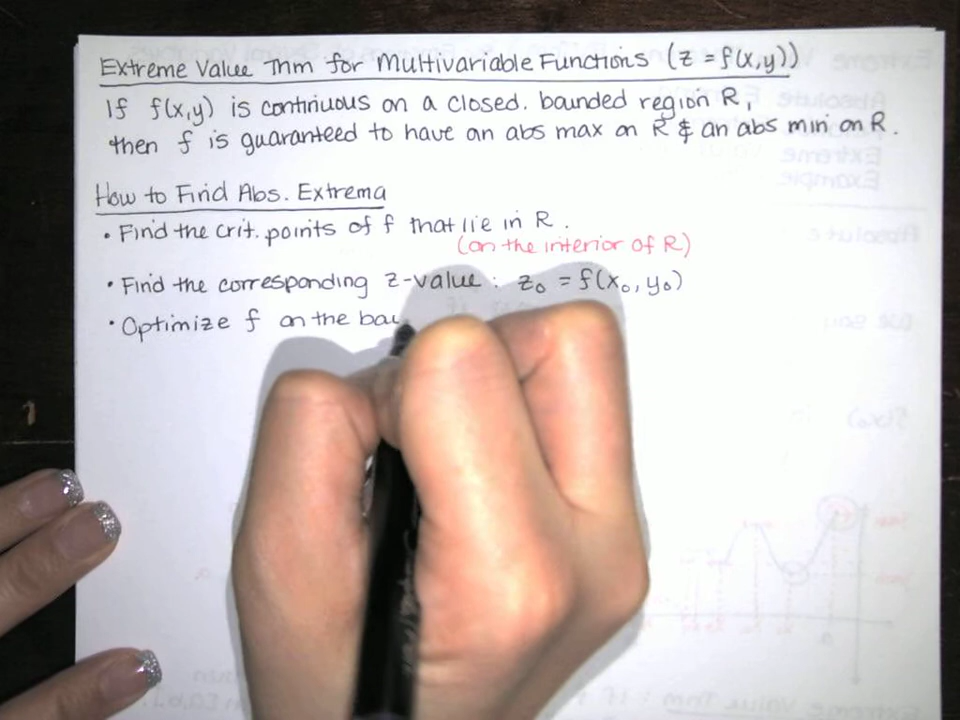 Extreme Value Thm for Multivariable Functions (z = f(x,y))
If f(x,y) is continuous on a closed, bounded region R,
then f is guaranteed to have an abs max on R & an abs min on R.
How to Find Abs. Extrema
• Find the crit. points of f that lie in R.
(on the interior of R)
• Find the corresponding z-value : z₀ = f(x₀, y₀)
• Optimize f on the bou